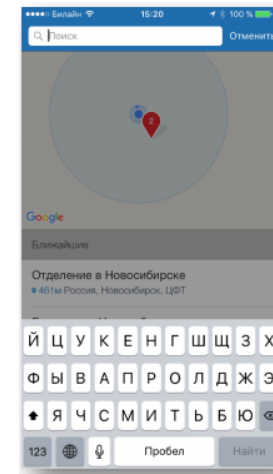 Билайн 15:20 100 %
Поиск Отменить
2
Google
Ближайшие
Отделение в Новосибирске
461м Россия, Новосибирск, ЦФТ
Й Ц У К Е Н Г Ш Щ З Х
Ф Ы В А П Р О Л Д Ж Э
Я Ч С М И Т Ь Б Ю
123 Пробел Найти